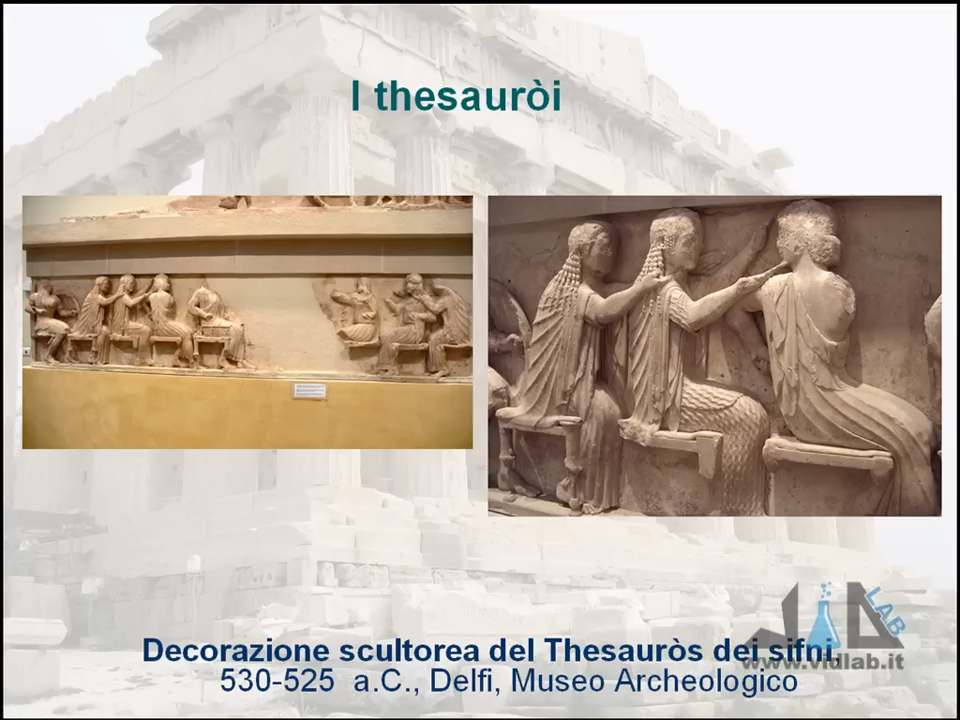 I thesauròi
LAB
Decorazione scultorea del Thesauròs dei sifni,
www.vidlab.it
530-525 a.C., Delfi, Museo Archeologico